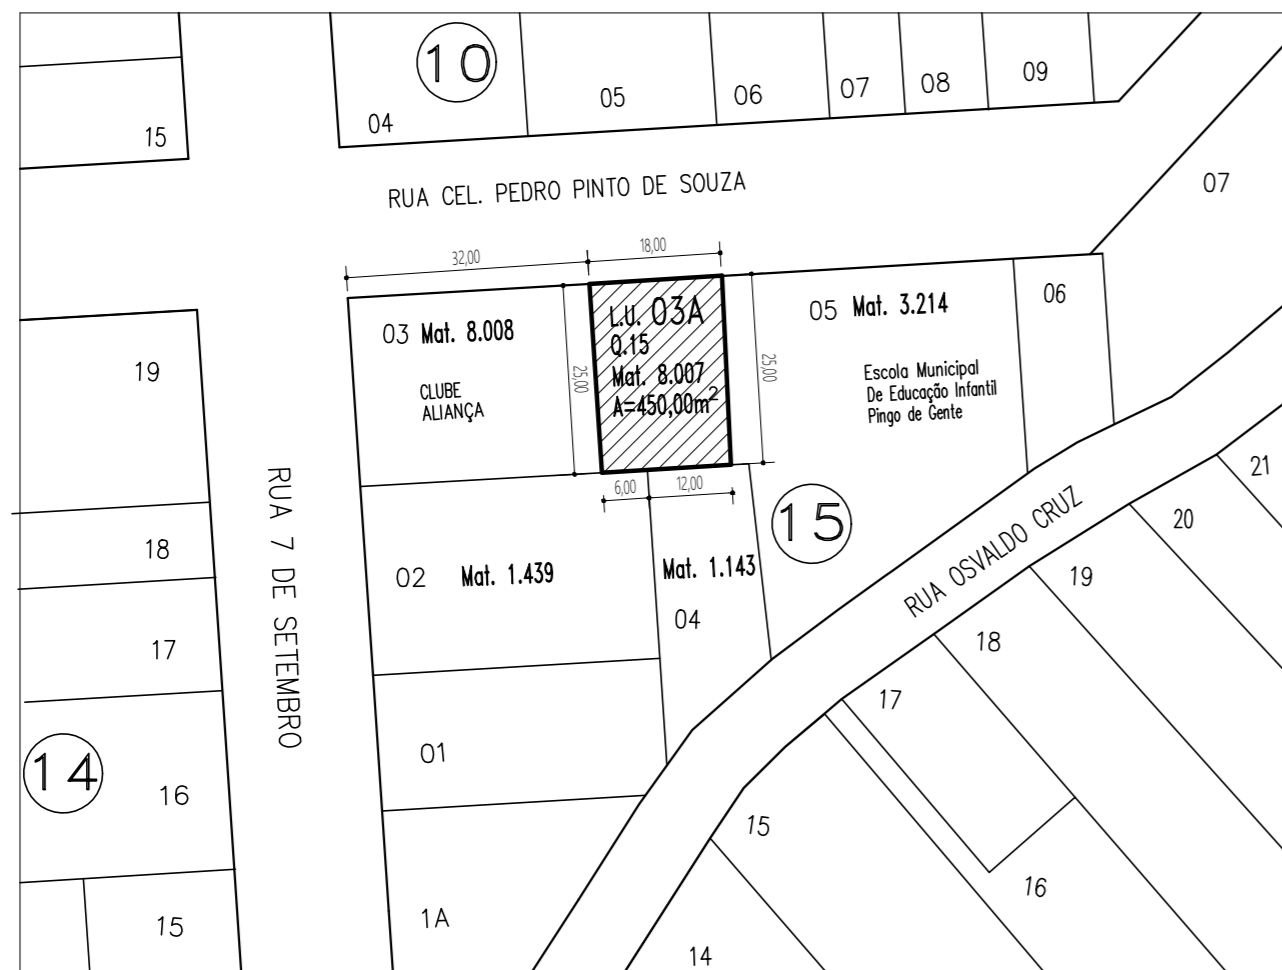 10
04
05
06
07
08
09
15
RUA CEL. PEDRO PINTO DE SOUZA
07
32,00
18,00
03 Mat. 8.008
CLUBE
ALIANÇA
25,00
L.U. 03A
Q.15
Mat. 8.007
A=450,00m²
25,00
05 Mat. 3.214
Escola Municipal
De Educação Infantil
Pingo de Gente
06
19
6,00
12,00
RUA 7 DE SETEMBRO
15
18
02 Mat. 1.439
Mat. 1.143
04
RUA OSVALDO CRUZ
21
20
19
18
17
17
01
14
16
15
16
1A
15
14